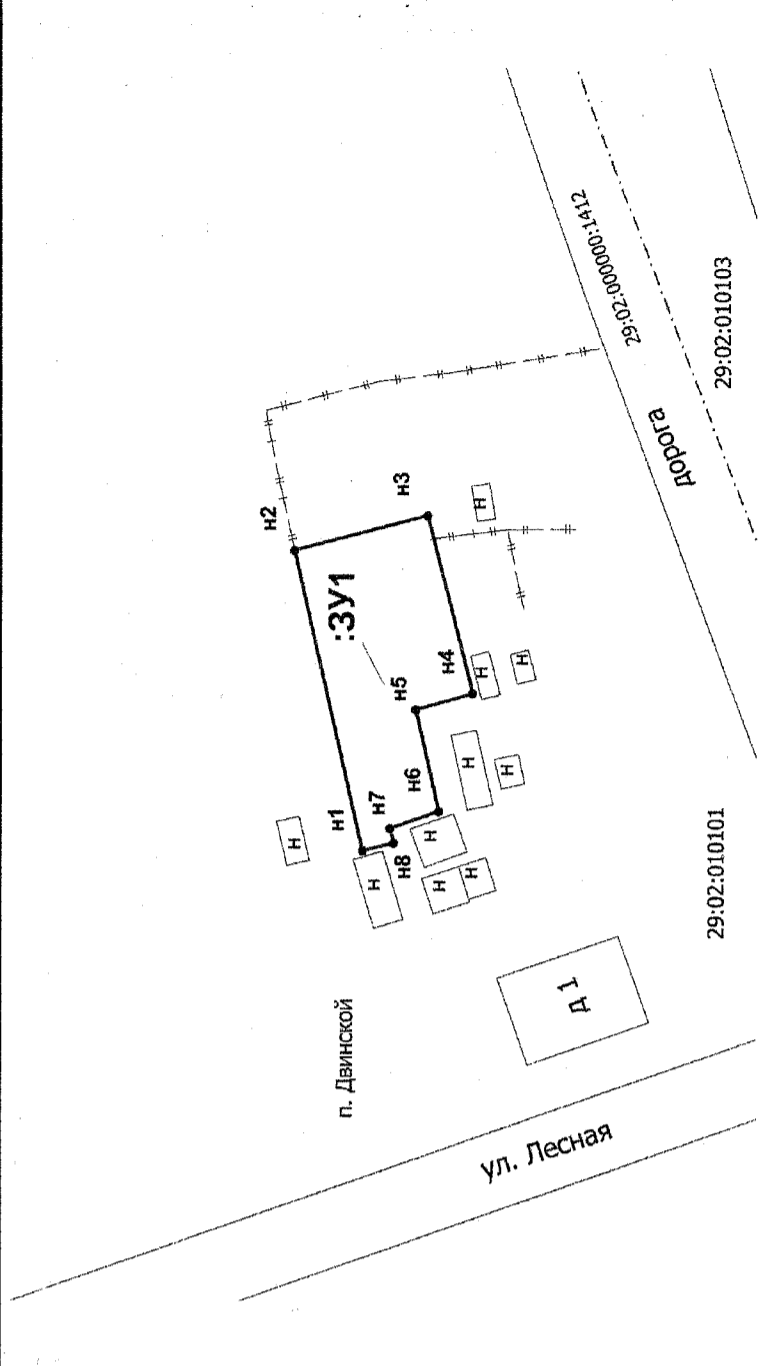 н1
н2
н3
н4
н5
н6
н7
н8
:ЗУ1
н
н
н
н
н
н
н
н
н
н
н
п. Двинской
д 1
ул. Лесная
дорога
29:02:000000:1412
29:02:010103
29:02:010101